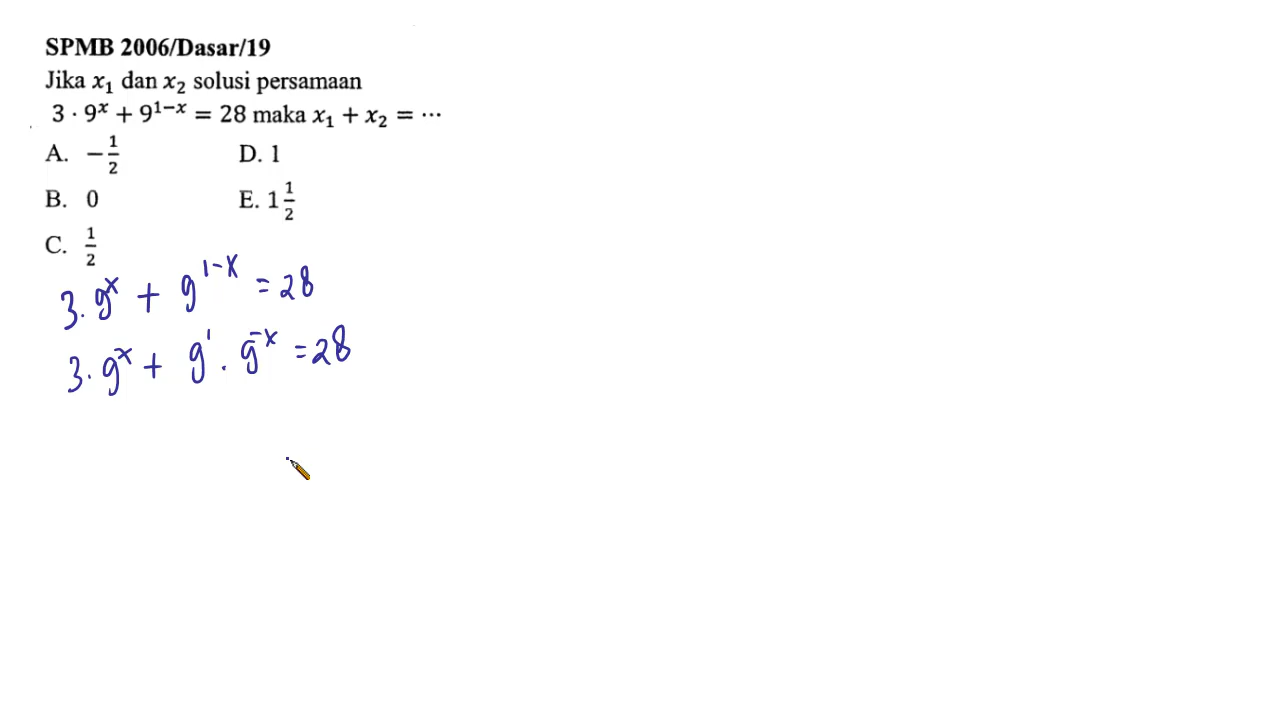 SPMB 2006/Dasar/19
Jika x₁ dan x₂ solusi persamaan
3 · 9ˣ + 9¹⁻ˣ = 28 maka x₁ + x₂ = ⋯
A. −1/2 D. 1
B. 0 E. 1 1/2
C. 1/2
3. 9ˣ + 9¹⁻ˣ = 28
3. 9ˣ + 9¹ . 9⁻ˣ = 28